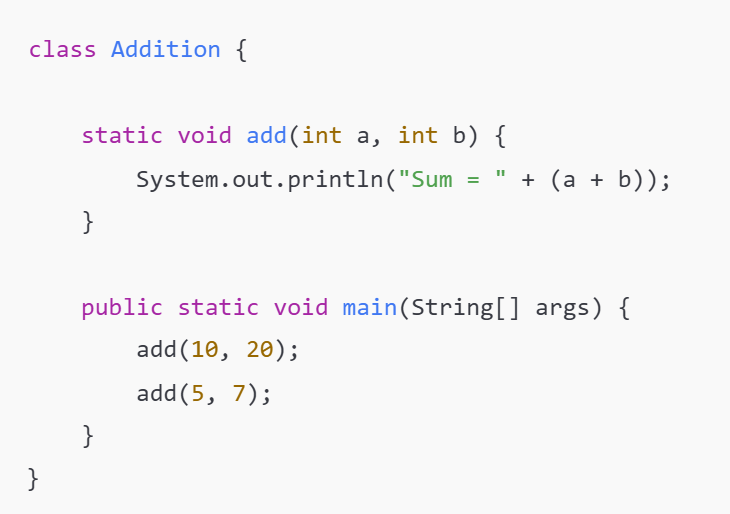 class Addition {
    static void add(int a, int b) {
        System.out.println("Sum = " + (a + b));
    }
    public static void main(String[] args) {
        add(10, 20);
        add(5, 7);
    }
}